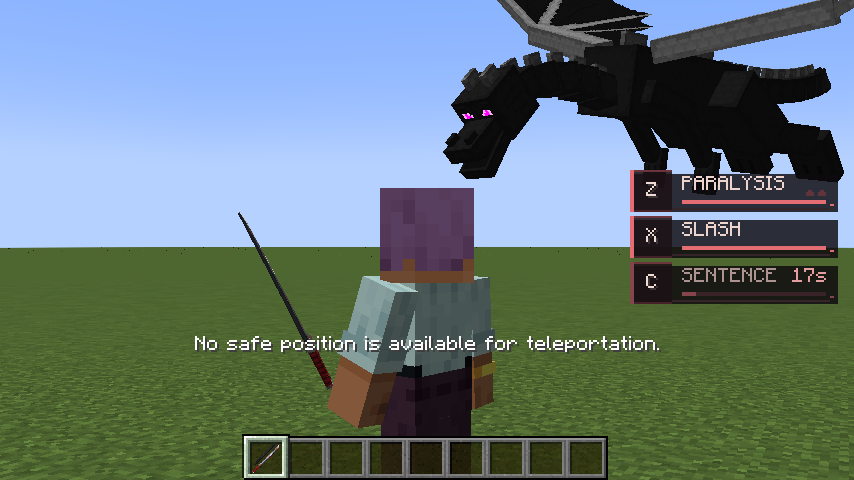 Z PARALYSIS
X SLASH
C SENTENCE 17s
No safe position is available for teleportation.